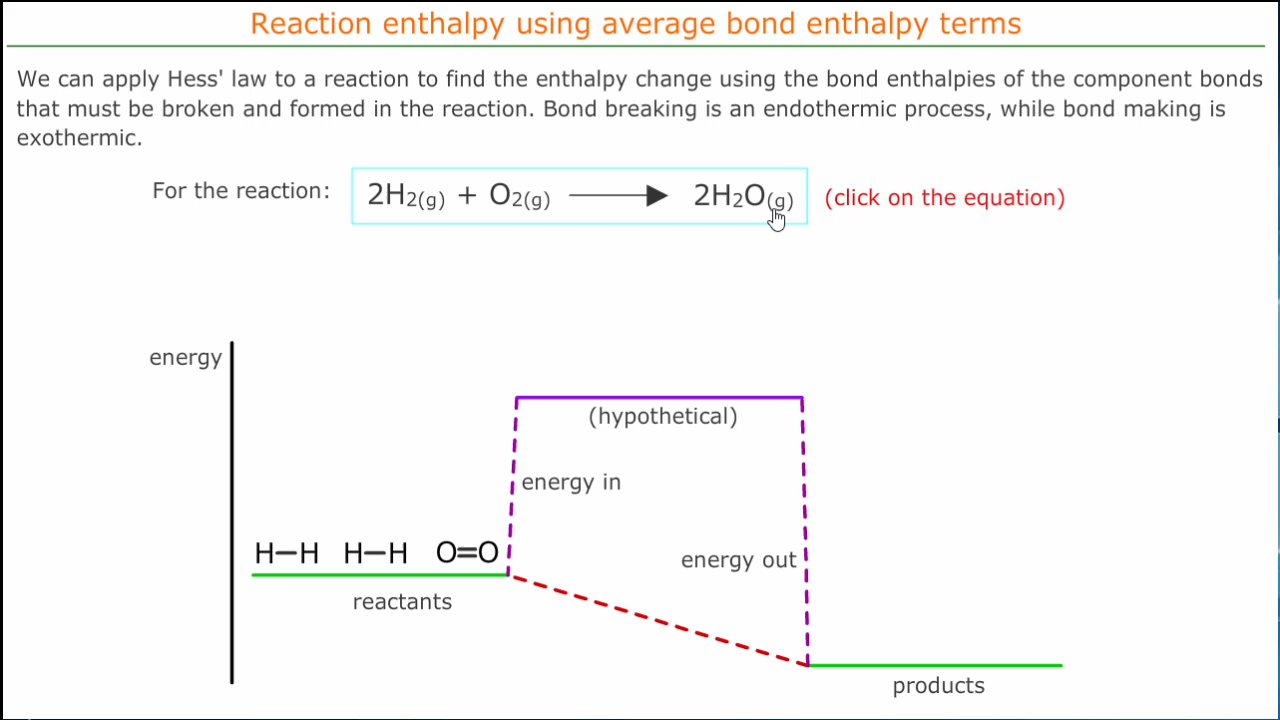 Reaction enthalpy using average bond enthalpy terms
We can apply Hess' law to a reaction to find the enthalpy change using the bond enthalpies of the component bonds
that must be broken and formed in the reaction. Bond breaking is an endothermic process, while bond making is
exothermic.
For the reaction: 2H2(g) + O2(g) ⟶ 2H2O(g) (click on the equation)
energy
(hypothetical)
energy in
H–H H–H O=O
energy out
reactants
products